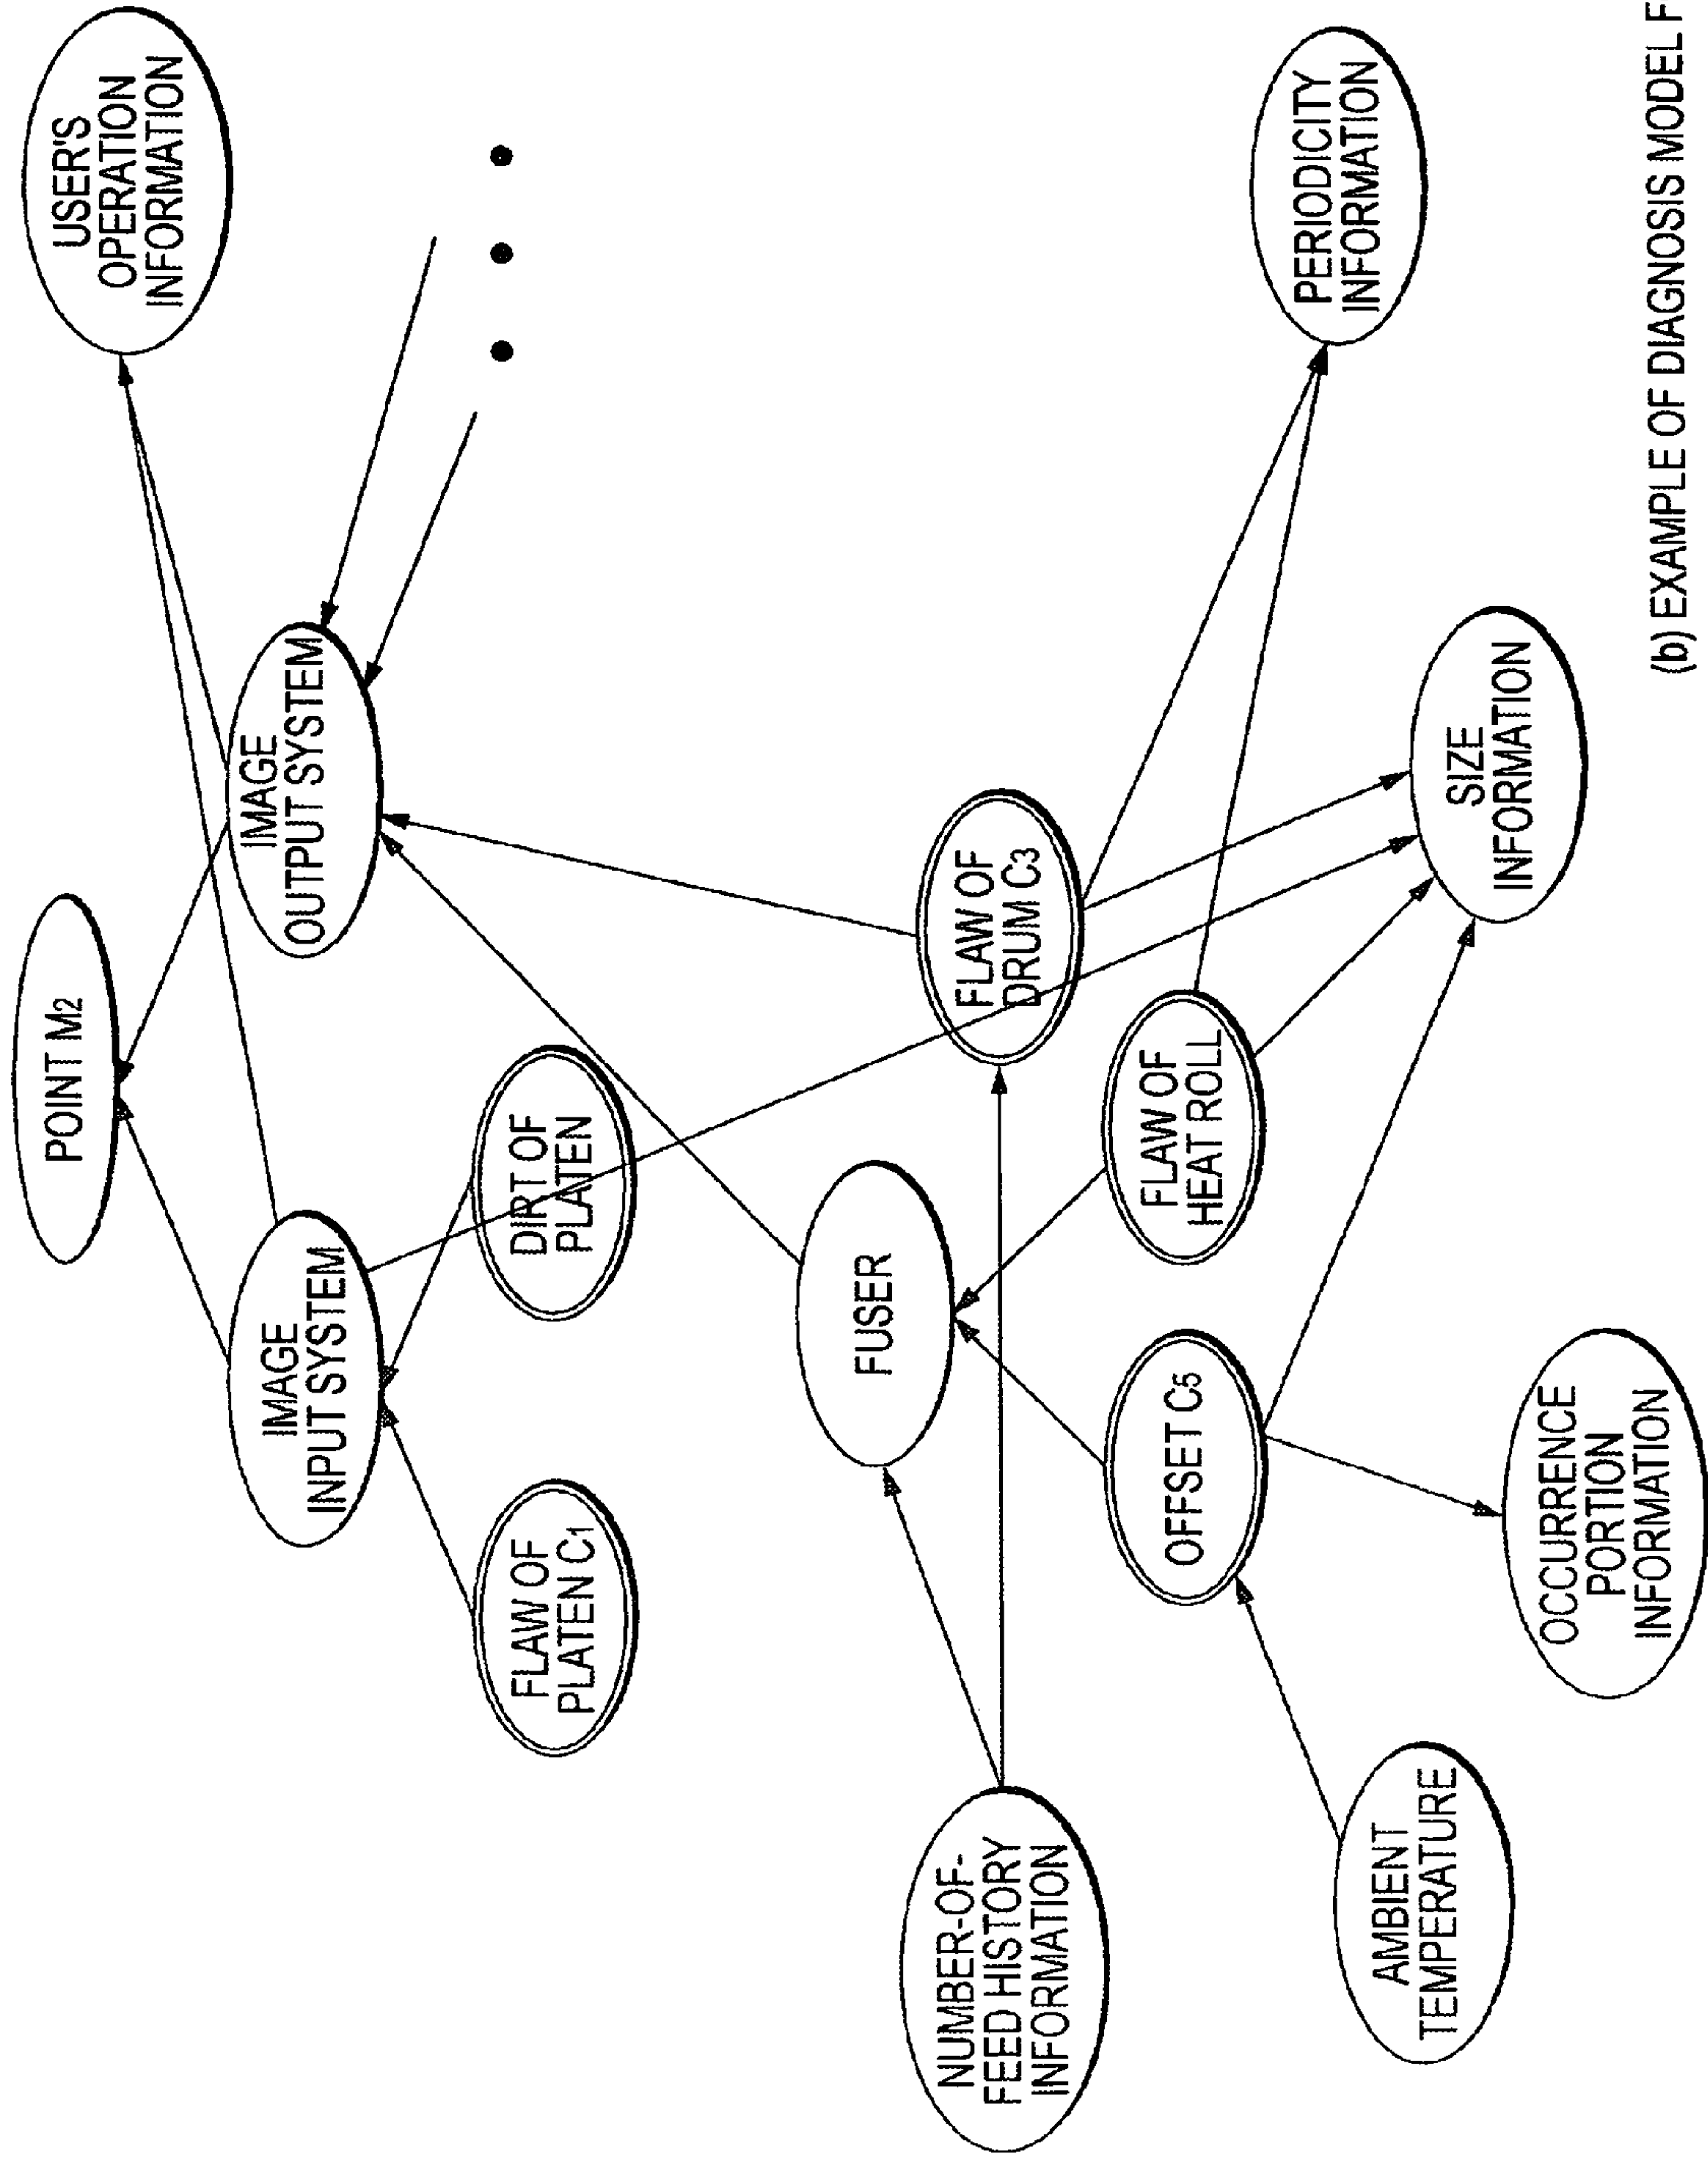 POINT M2
USER'S
OPERATION
INFORMATION
IMAGE
INPUT SYSTEM
IMAGE
OUTPUT SYSTEM
FLAW OF
PLATEN C1
DIRT OF
PLATEN
FUSER
NUMBER-OF-
FEED HISTORY
INFORMATION
FLAW OF
DRUM C3
OFFSET C5
FLAW OF
HEAT ROLL
AMBIENT
TEMPERATURE
OCCURRENCE
PORTION
INFORMATION
SIZE
INFORMATION
PERIODICITY
INFORMATION
(b) EXAMPLE OF DIAGNOSIS MODEL F